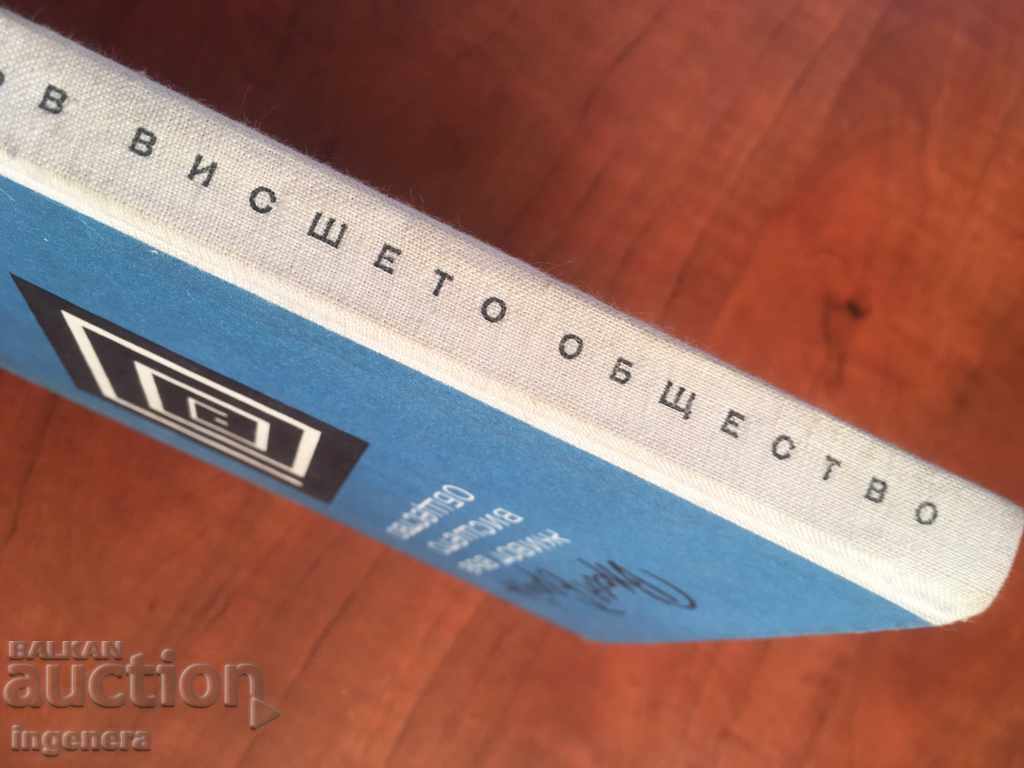 В ВИСШЕТО ОБЩЕСТВО
ЖИВОТ ВЪВ
ВИСШЕТО
ОБЩЕСТВО
BALKAN
auction
ingenera